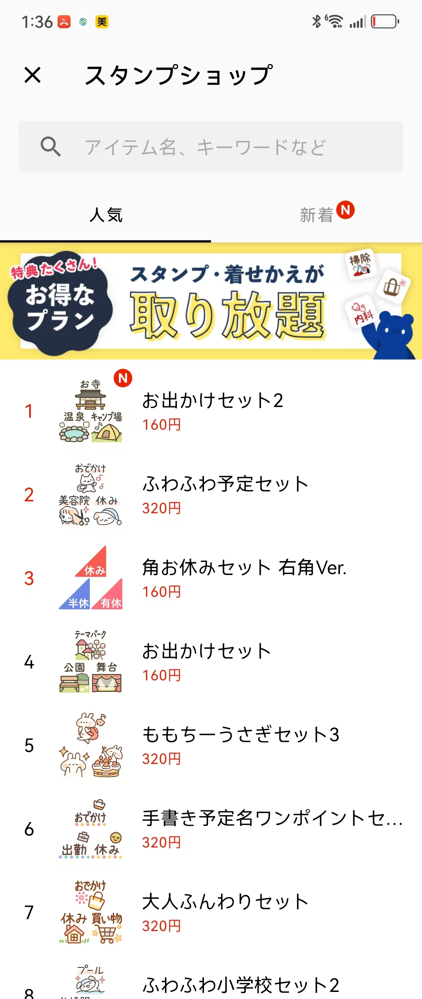 1:36 美 6
スタンプショップ
アイテム名、キーワードなど
人気
新着 N
特典たくさん!
お得な
プラン
スタンプ・着せかえが
取り放題
掃除
内科
1
お寺
温泉 キャンプ場
N
お出かけセット2
160円
2
おでかけ
美容院 休み
ふわふわ予定セット
320円
3
休み
半休 有休
角お休みセット 右角Ver.
160円
4
テーマパーク
公園 舞台
お出かけセット
160円
5
ももちーうさぎセット3
320円
6
おでかけ
出勤 休み
手書き予定名ワンポイントセ...
320円
7
おでかけ
休み 買い物
大人ふんわりセット
320円
8
プール
ふわふわ小学校セット2